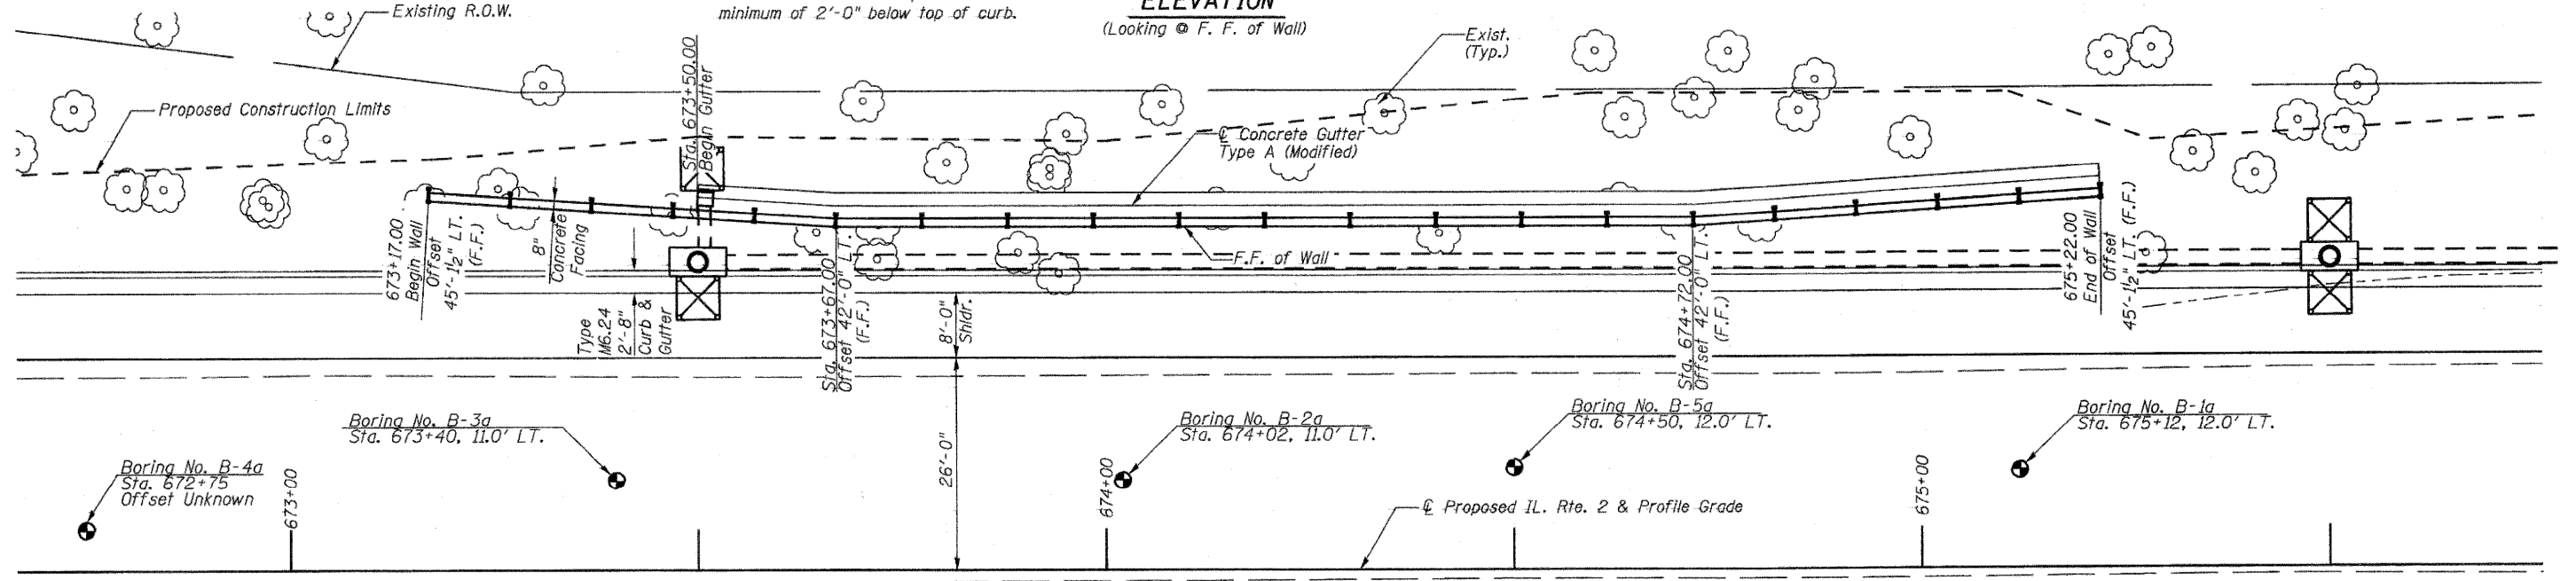 Existing R.O.W.
minimum of 2'-0" below top of curb.
ELEVATION
(Looking @ F. F. of Wall)
Exist.
(Typ.)
Proposed Construction Limits
Sta. 673+50.00
Begin Gutter
℄ Concrete Gutter
Type A (Modified)
673+17.00
Begin Wall
Offset
45'-1½" LT.
(F.F.)
8"
Concrete
Facing
Type
M6.24
2'-8"
Curb &
Gutter
Sta. 673+67.00
Offset 42'-0" LT.
(F.F.)
8'-0"
Shldr.
F.F. of Wall
Sta. 674+72.00
Offset 42'-0" LT.
(F.F.)
675+22.00
End of Wall
Offset
45'-1½" LT. (F.F.)
Boring No. B-4a
Sta. 672+75
Offset Unknown
673+00
Boring No. B-3a
Sta. 673+40, 11.0' LT.
26'-0"
674+00
Boring No. B-2a
Sta. 674+02, 11.0' LT.
Boring No. B-5a
Sta. 674+50, 12.0' LT.
675+00
Boring No. B-1a
Sta. 675+12, 12.0' LT.
℄ Proposed IL. Rte. 2 & Profile Grade